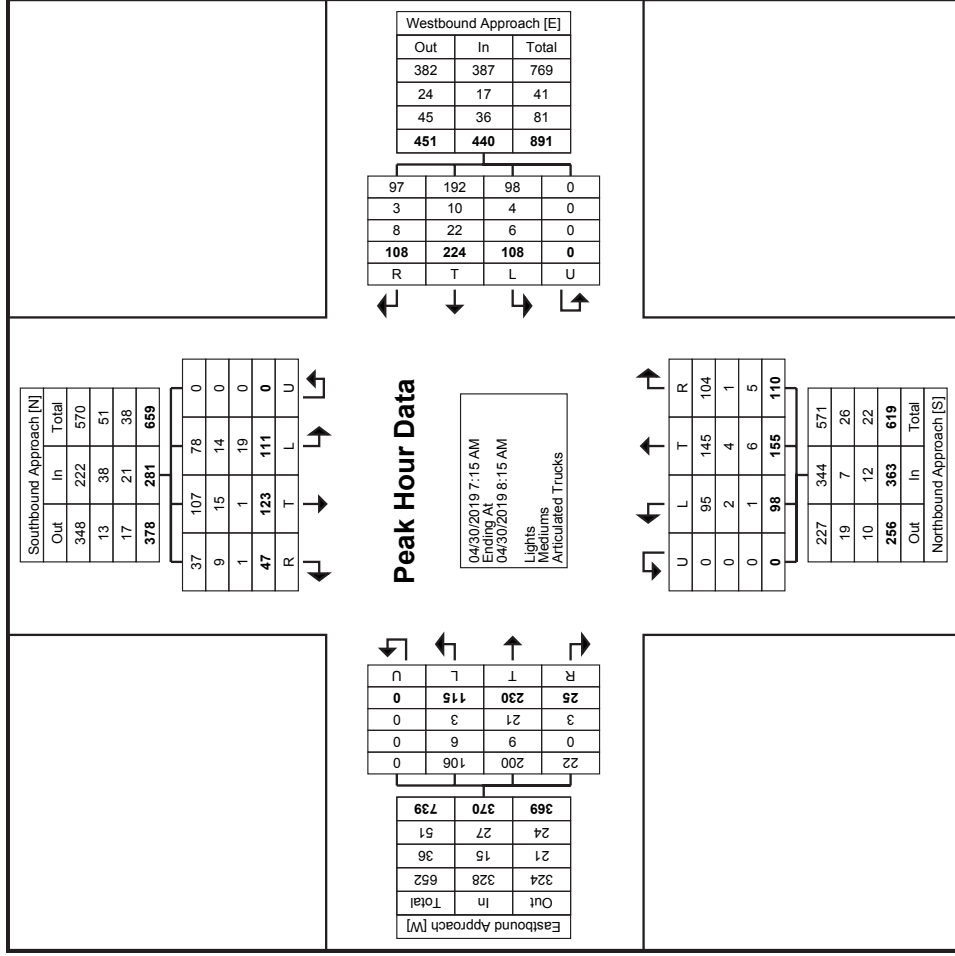 Westbound Approach [E]
Out In Total
382 387 769
24 17 41
45 36 81
451 440 891
97 192 98 0
3 10 4 0
8 22 6 0
108 224 108 0
R T L U
Southbound Approach [N]
Out In Total
348 222 570
13 38 51
17 21 38
378 281 659
37 107 78 0
9 15 14 0
1 1 19 0
47 123 111 0
R T L U
Peak Hour Data
04/30/2019 7:15 AM
Ending At
04/30/2019 8:15 AM
Lights
Mediums
Articulated Trucks
U L T R
0 95 145 104
0 2 4 1
0 1 6 5
0 98 155 110
227 344 571
19 7 26
10 12 22
256 363 619
Out In Total
Northbound Approach [S]
Eastbound Approach [W]
Out In Total
324 328 652
21 15 36
24 27 51
369 370 739
22 200 106 0
0 9 6 0
3 21 3 0
25 230 115 0
R T L U